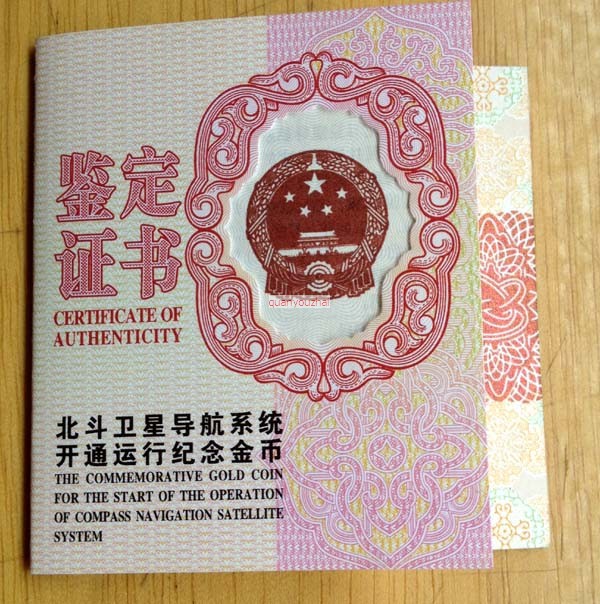 鉴定
证书
CERTIFICATE OF
AUTHENTICITY
quanyouzhai
北斗卫星导航系统
开通运行纪念金币
THE COMMEMORATIVE GOLD COIN
FOR THE START OF THE OPERATION
OF COMPASS NAVIGATION SATELLITE
SYSTEM